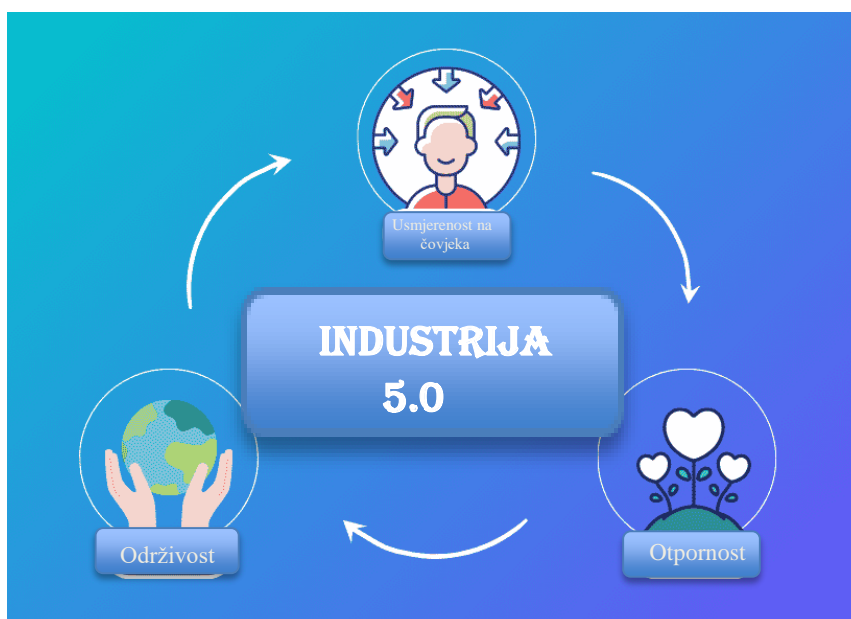 Usmjerenost na
čovjeka
INDUSTRIJA
5.0
Održivost
Otpornost